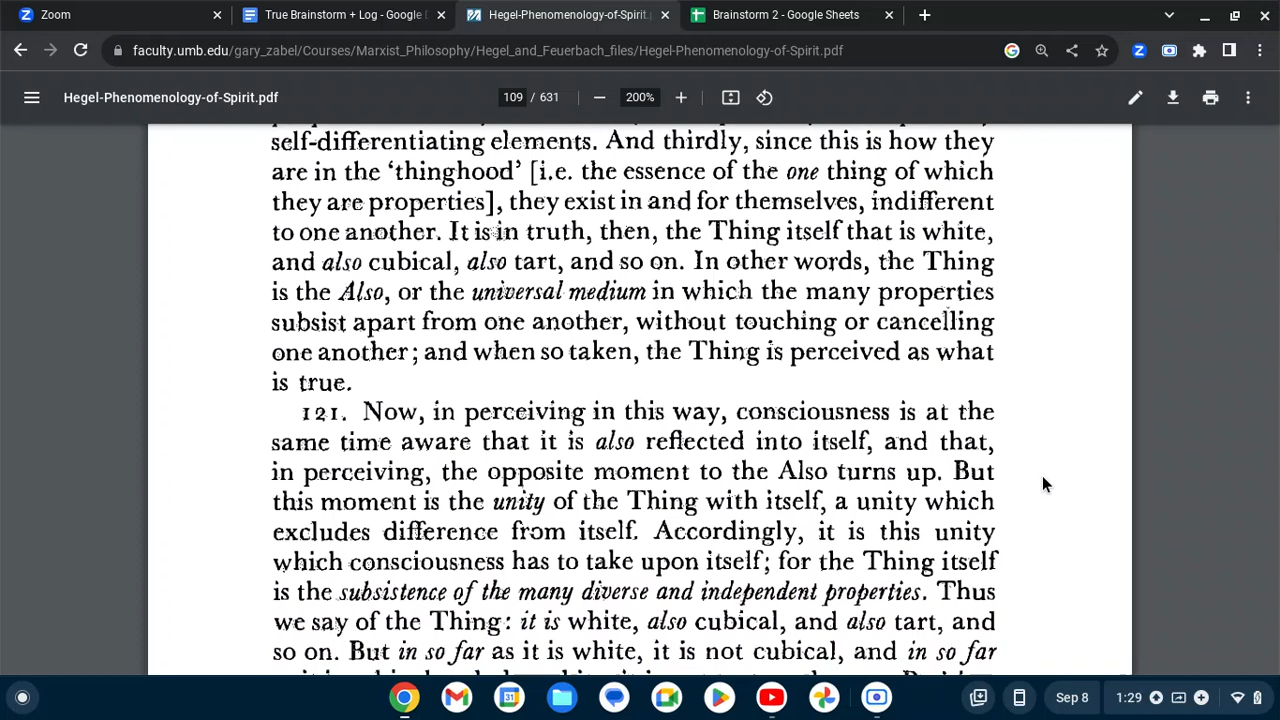 Zoom
True Brainstorm + Log - Google D
Hegel-Phenomenology-of-Spirit.
Brainstorm 2 - Google Sheets
faculty.umb.edu/gary_zabel/Courses/Marxist_Philosophy/Hegel_and_Feuerbach_files/Hegel-Phenomenology-of-Spirit.pdf
Hegel-Phenomenology-of-Spirit.pdf
109 / 631
200%
self-differentiating elements. And thirdly, since this is how they
are in the ‘thinghood’ [i.e. the essence of the one thing of which
they are properties], they exist in and for themselves, indifferent
to one another. It is in truth, then, the Thing itself that is white,
and also cubical, also tart, and so on. In other words, the Thing
is the Also, or the universal medium in which the many properties
subsist apart from one another, without touching or cancelling
one another; and when so taken, the Thing is perceived as what
is true.
121. Now, in perceiving in this way, consciousness is at the
same time aware that it is also reflected into itself, and that,
in perceiving, the opposite moment to the Also turns up. But
this moment is the unity of the Thing with itself, a unity which
excludes difference from itself. Accordingly, it is this unity
which consciousness has to take upon itself; for the Thing itself
is the subsistence of the many diverse and independent properties. Thus
we say of the Thing: it is white, also cubical, and also tart, and
so on. But in so far as it is white, it is not cubical, and in so far
Sep 8
1:29